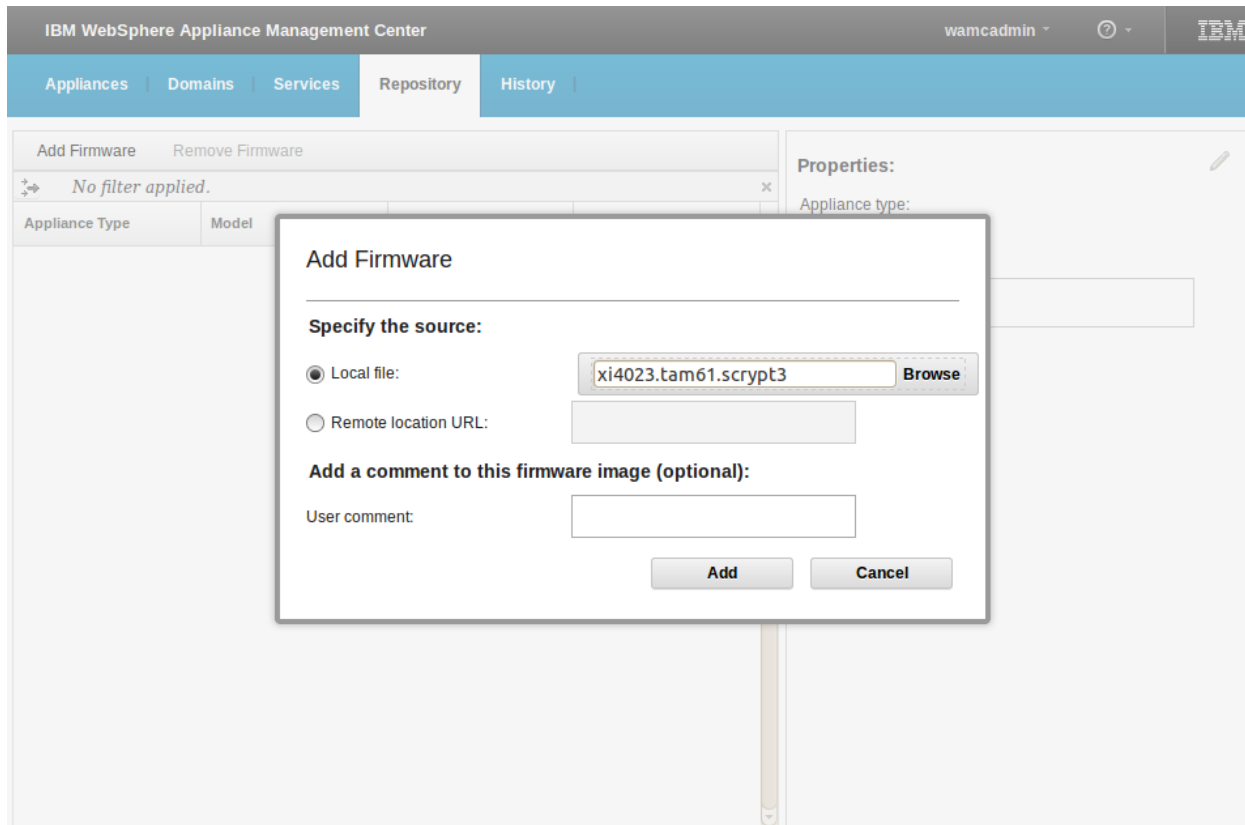 IBM WebSphere Appliance Management Center wamcadmin ? IBM
Appliances Domains Services Repository History
Add Firmware Remove Firmware
No filter applied.
Appliance Type Model
Properties:
Appliance type:
Add Firmware
Specify the source:
Local file: xi4023.tam61.scrypt3 Browse
Remote location URL:
Add a comment to this firmware image (optional):
User comment:
Add Cancel